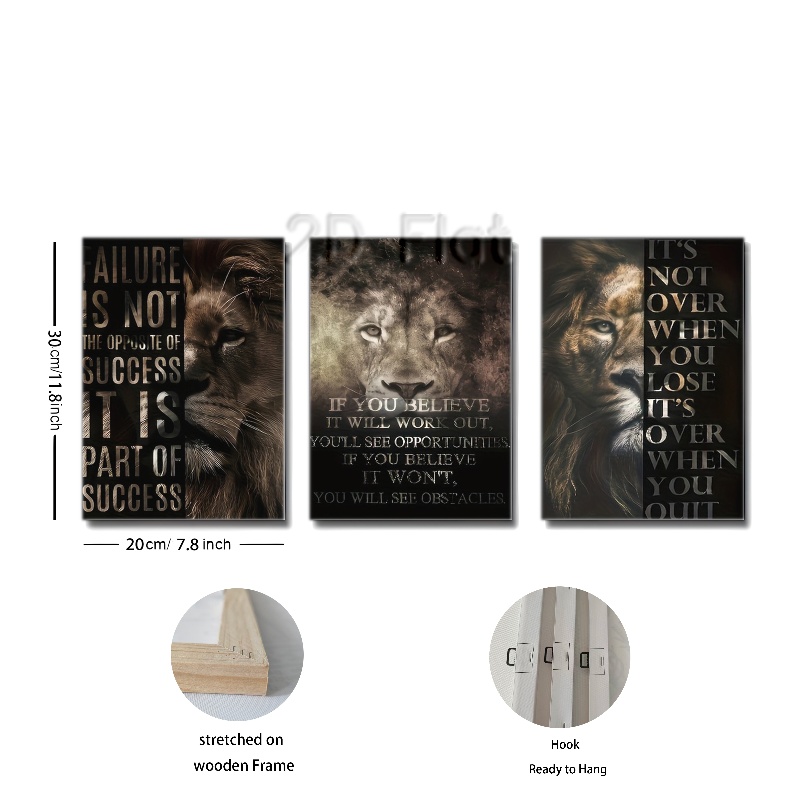 2D Flat
FAILURE
IS NOT
THE OPPOSITE OF
SUCCESS
IT IS
PART OF
SUCCESS
IF YOU BELIEVE
IT WILL WORK OUT,
YOU'LL SEE OPPORTUNITIES.
IF YOU BELIEVE
IT WON'T,
YOU WILL SEE OBSTACLES.
IT'S
NOT
OVER
WHEN
YOU
LOSE
IT'S
OVER
WHEN
YOU
QUIT
30cm/11.8inch
20cm/ 7.8 inch
stretched on
wooden Frame
Hook
Ready to Hang